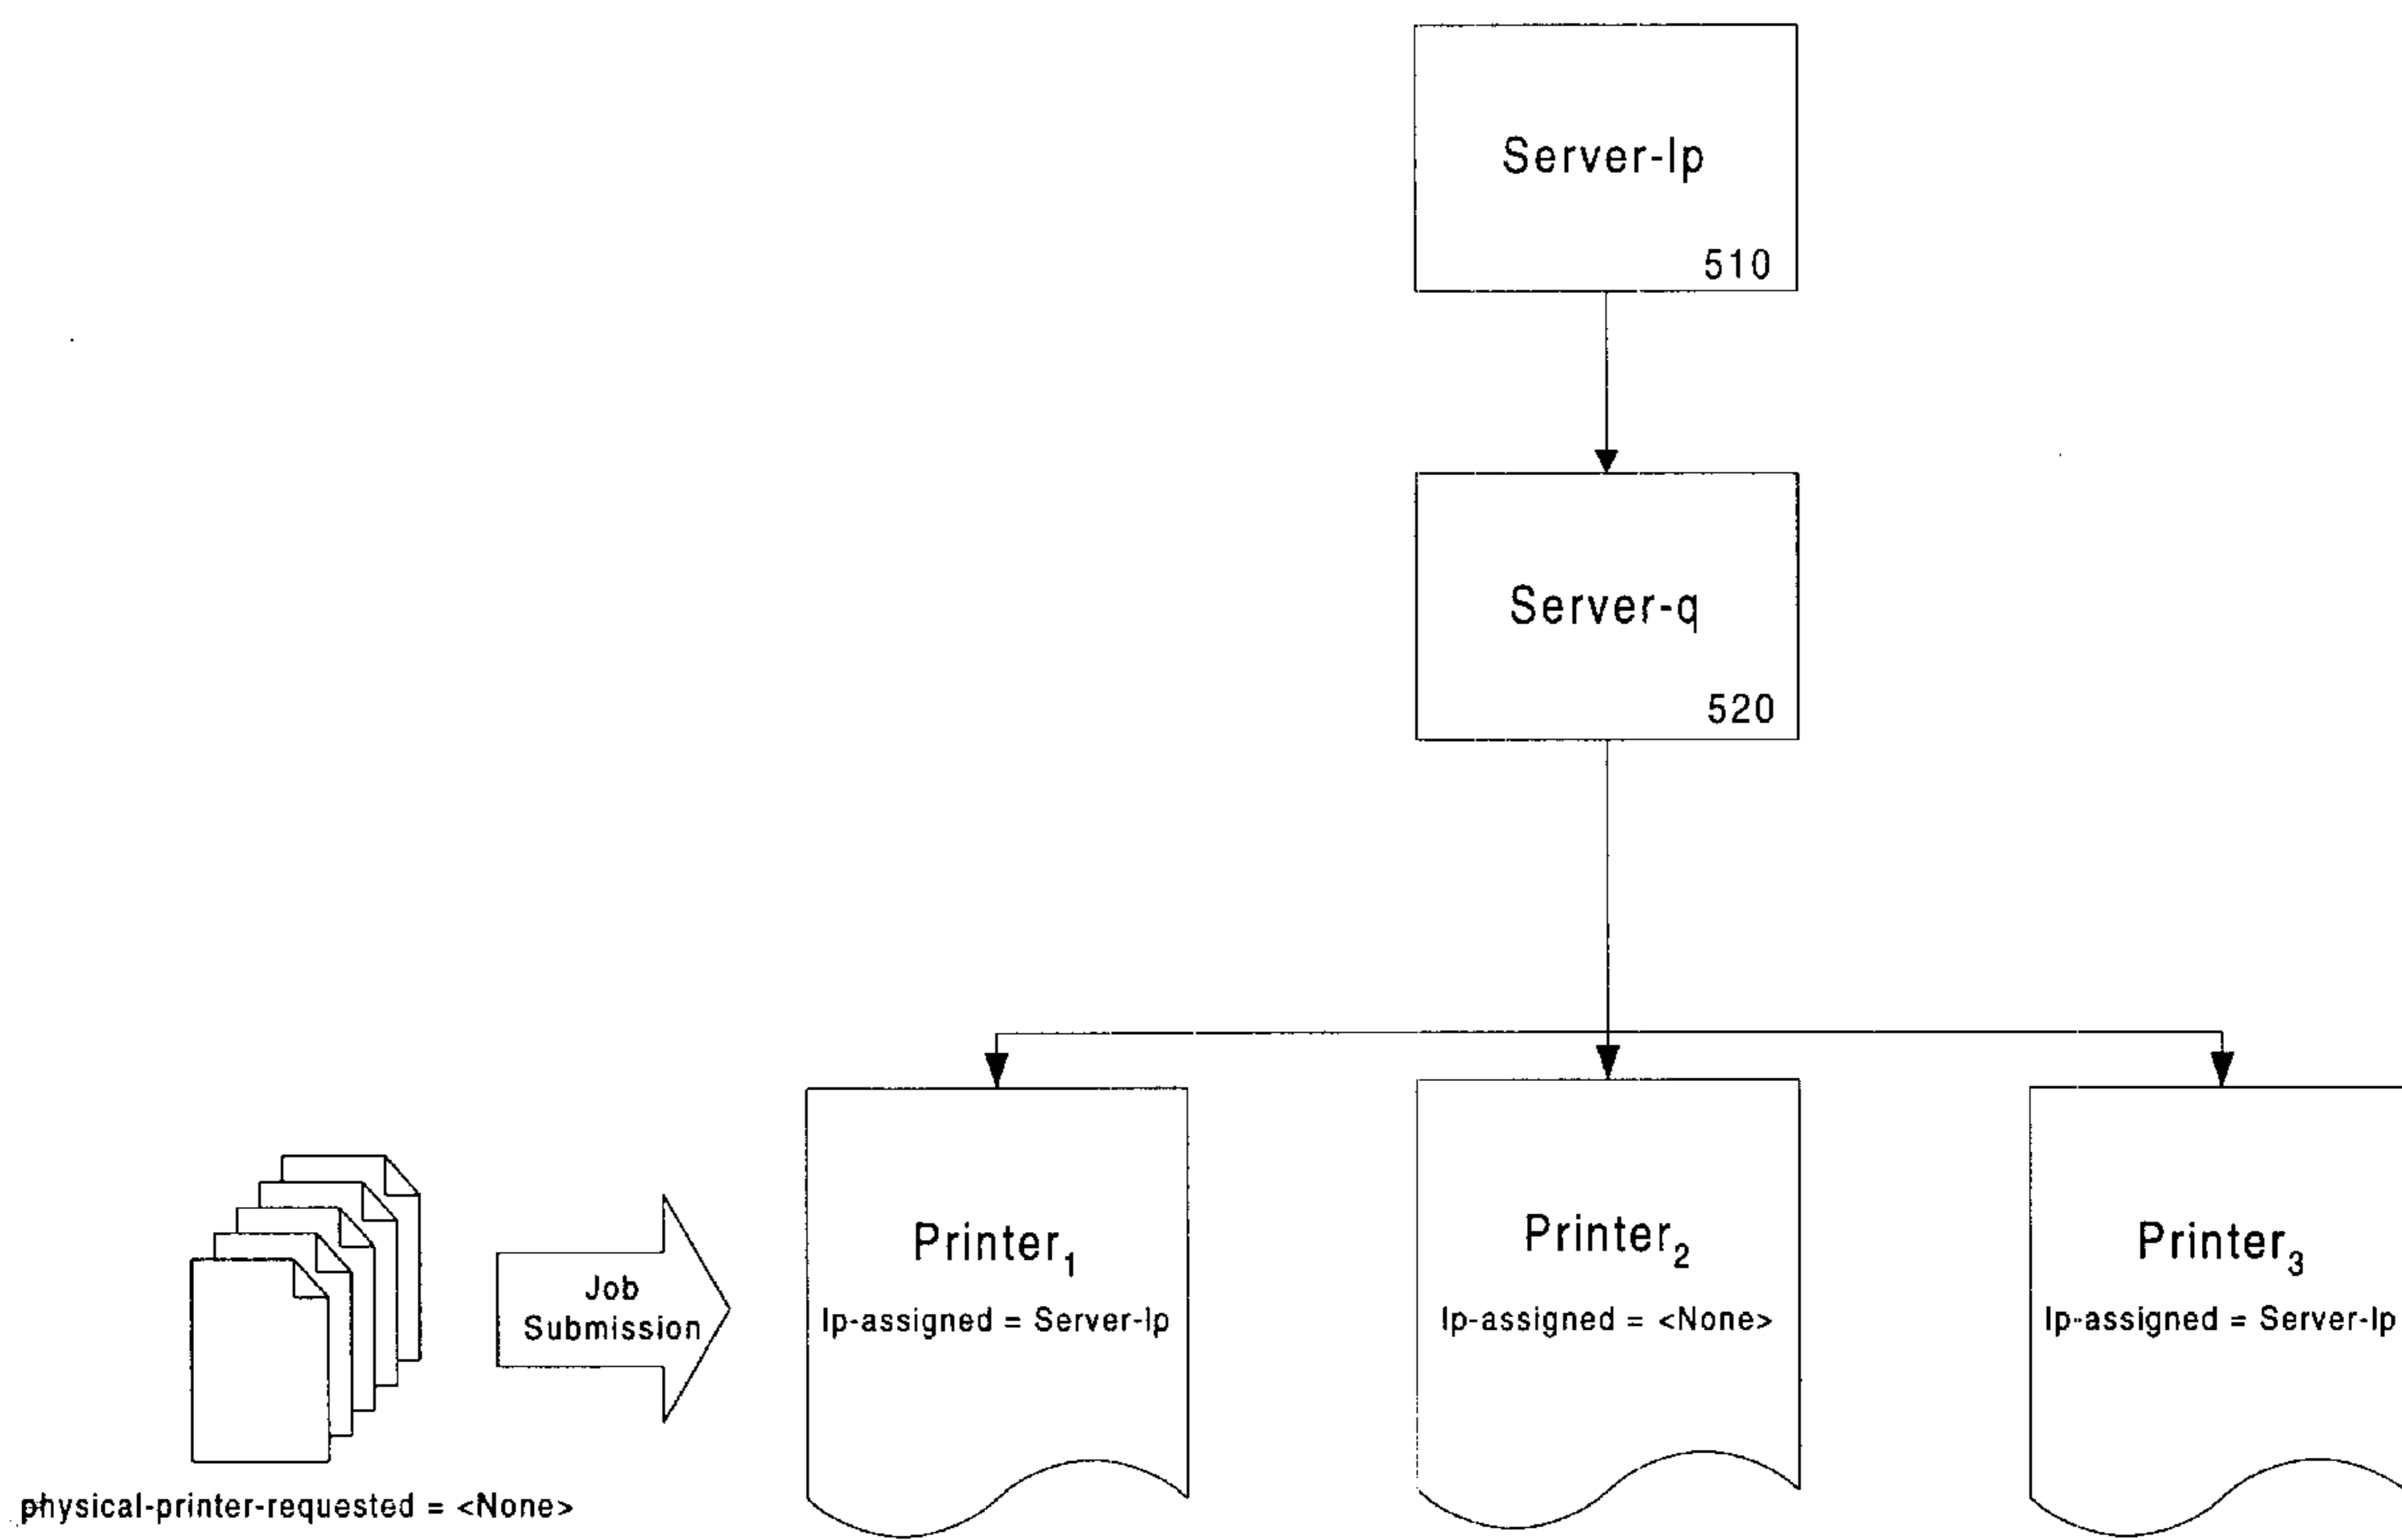 Server-lp
510
Server-q
520
Job
Submission
physical-printer-requested = <None>
Printer₁
lp-assigned = Server-lp
Printer₂
lp-assigned = <None>
Printer₃
lp-assigned = Server-lp